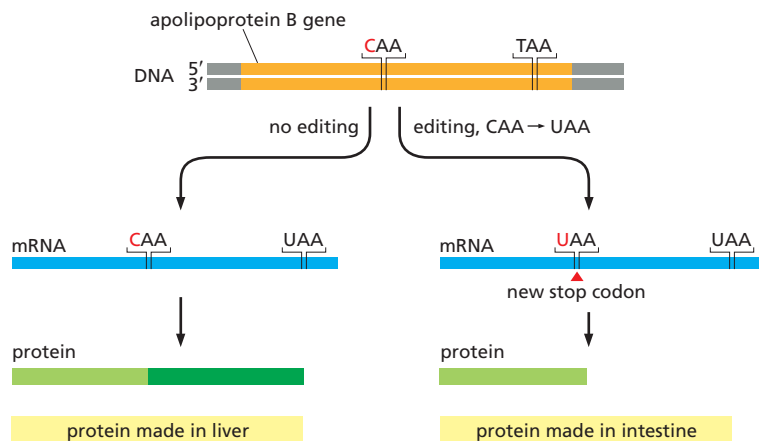 apolipoprotein B gene
CAA
TAA
DNA
5′
3′
no editing
editing, CAA → UAA
mRNA
CAA
UAA
mRNA
UAA
UAA
new stop codon
protein
protein
protein made in liver
protein made in intestine